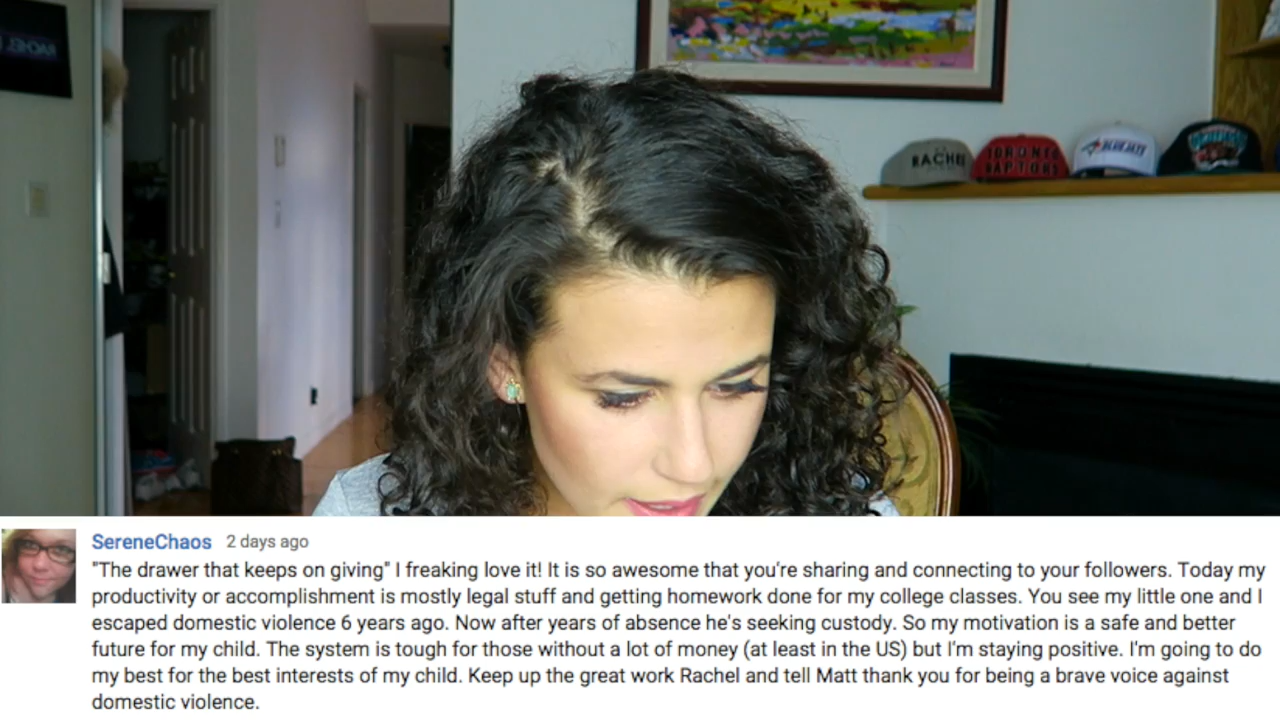 RACHEL
RACHEL
TORONTO
RAPTORS
BLUE JAYS
SereneChaos 2 days ago
"The drawer that keeps on giving" I freaking love it! It is so awesome that you're sharing and connecting to your followers. Today my
productivity or accomplishment is mostly legal stuff and getting homework done for my college classes. You see my little one and I
escaped domestic violence 6 years ago. Now after years of absence he's seeking custody. So my motivation is a safe and better
future for my child. The system is tough for those without a lot of money (at least in the US) but I'm staying positive. I'm going to do
my best for the best interests of my child. Keep up the great work Rachel and tell Matt thank you for being a brave voice against
domestic violence.